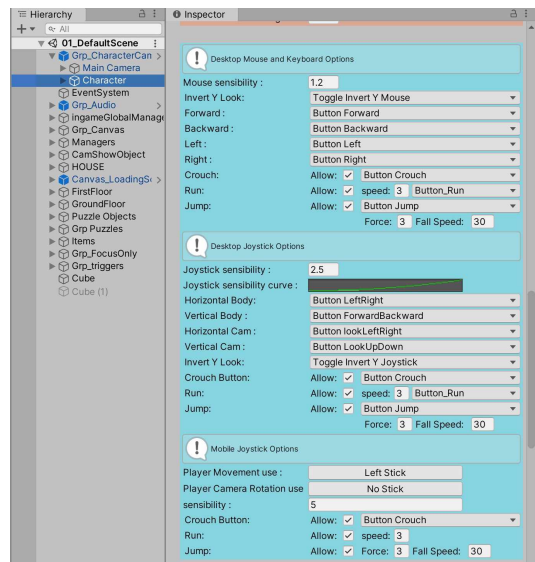 Hierarchy
All
01_DefaultScene
Grp_CharacterCan
Main Camera
Character
EventSystem
Grp_Audio
ingameGlobalManage
Grp_Canvas
Managers
CamShowObject
HOUSE
Canvas_LoadingSc
FirstFloor
GroundFloor
Puzzle Objects
Grp Puzzles
Items
Grp_FocusOnly
Grp_triggers
Cube
Cube (1)
Inspector
Desktop Mouse and Keyboard Options
Mouse sensibility : 1.2
Invert Y Look: Toggle Invert Y Mouse
Forward : Button Forward
Backward : Button Backward
Left : Button Left
Right : Button Right
Crouch: Allow: Button Crouch
Run: Allow: speed: 3 Button_Run
Jump: Allow: Button Jump
Force: 3 Fall Speed: 30
Desktop Joystick Options
Joystick sensibility : 2.5
Joystick sensibility curve :
Horizontal Body: Button LeftRight
Vertical Body : Button ForwardBackward
Horizontal Cam : Button lookLeftRight
Vertical Cam : Button LookUpDown
Invert Y Look: Toggle Invert Y Joystick
Crouch Button: Allow: Button Crouch
Run: Allow: speed: 3 Button_Run
Jump: Allow: Button Jump
Force: 3 Fall Speed: 30
Mobile Joystick Options
Player Movement use : Left Stick
Player Camera Rotation use No Stick
sensibility : 5
Crouch Button: Allow: Button Crouch
Run: Allow: speed: 3
Jump: Allow: Force: 3 Fall Speed: 30